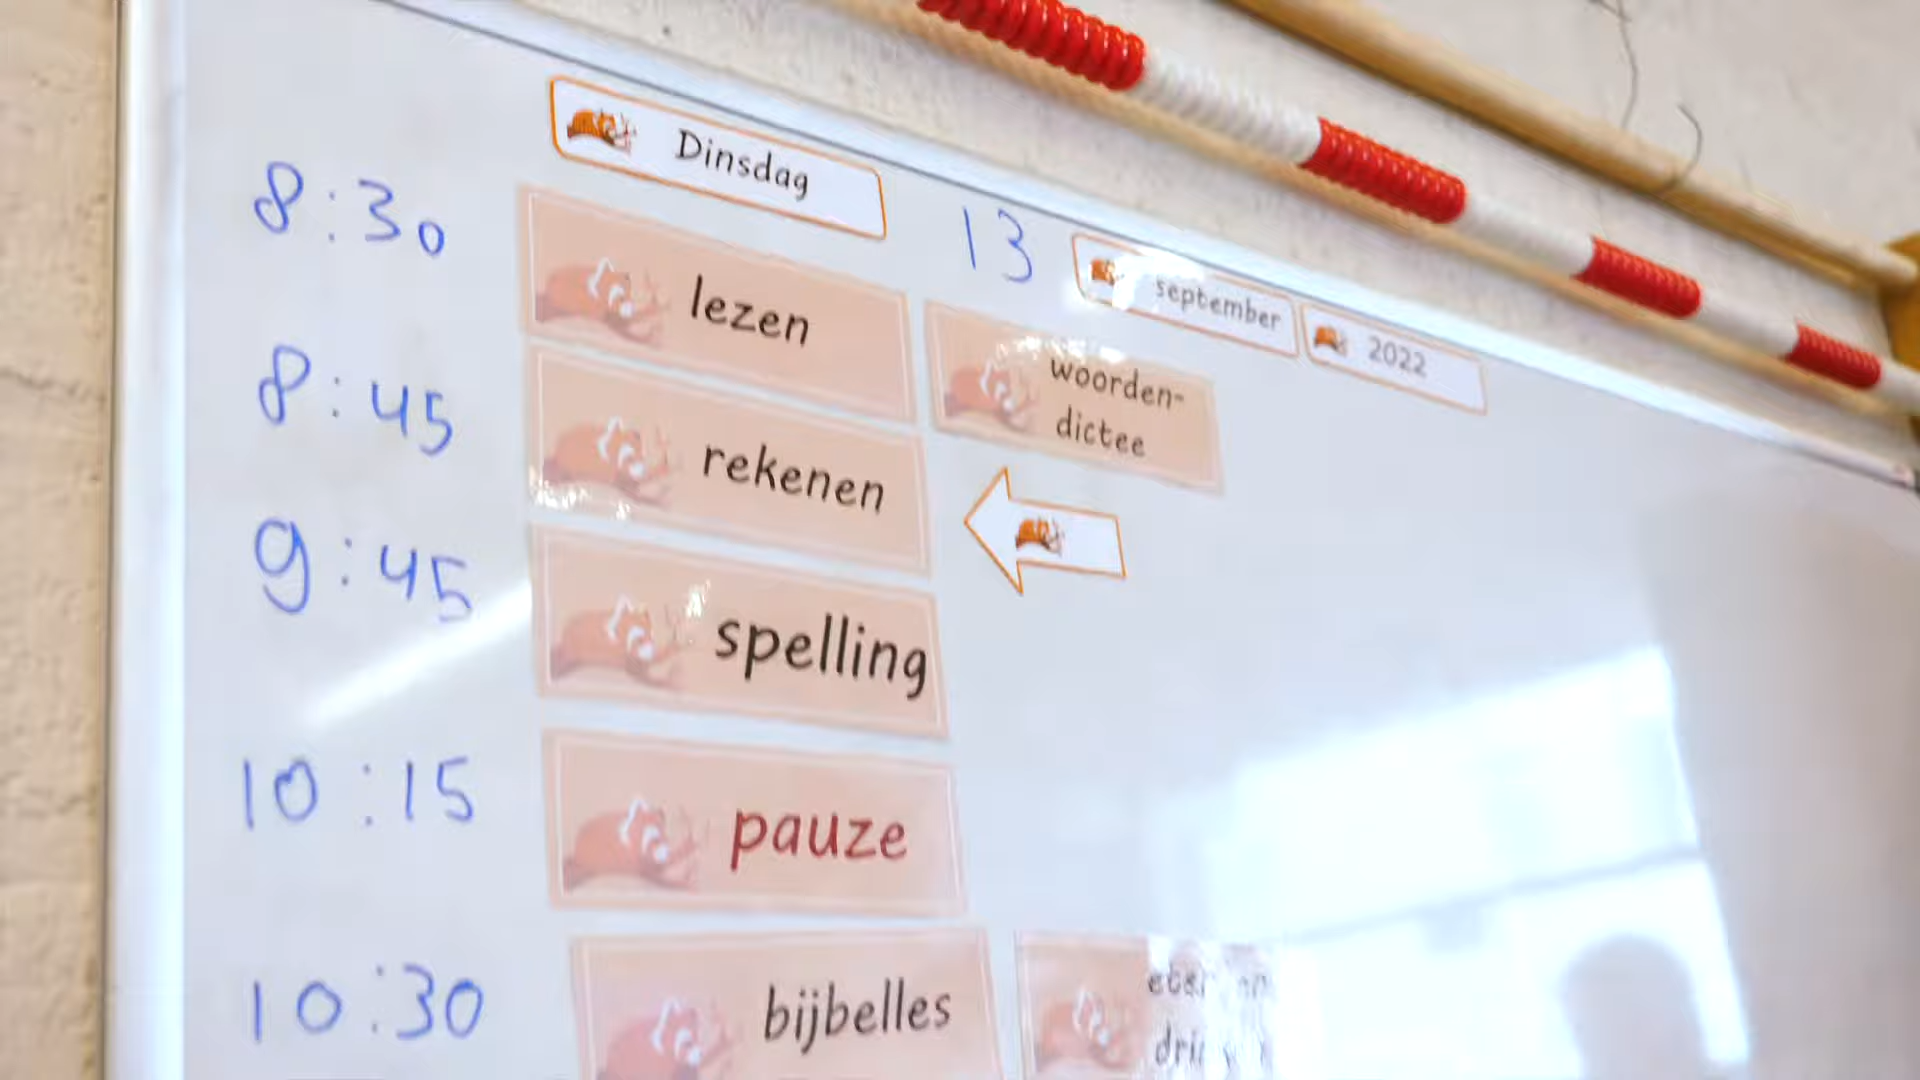 Dinsdag 13 september 2022
8:30 lezen
woorden-
dictee
8:45 rekenen
9:45 spelling
10:15 pauze
10:30 bijbelles